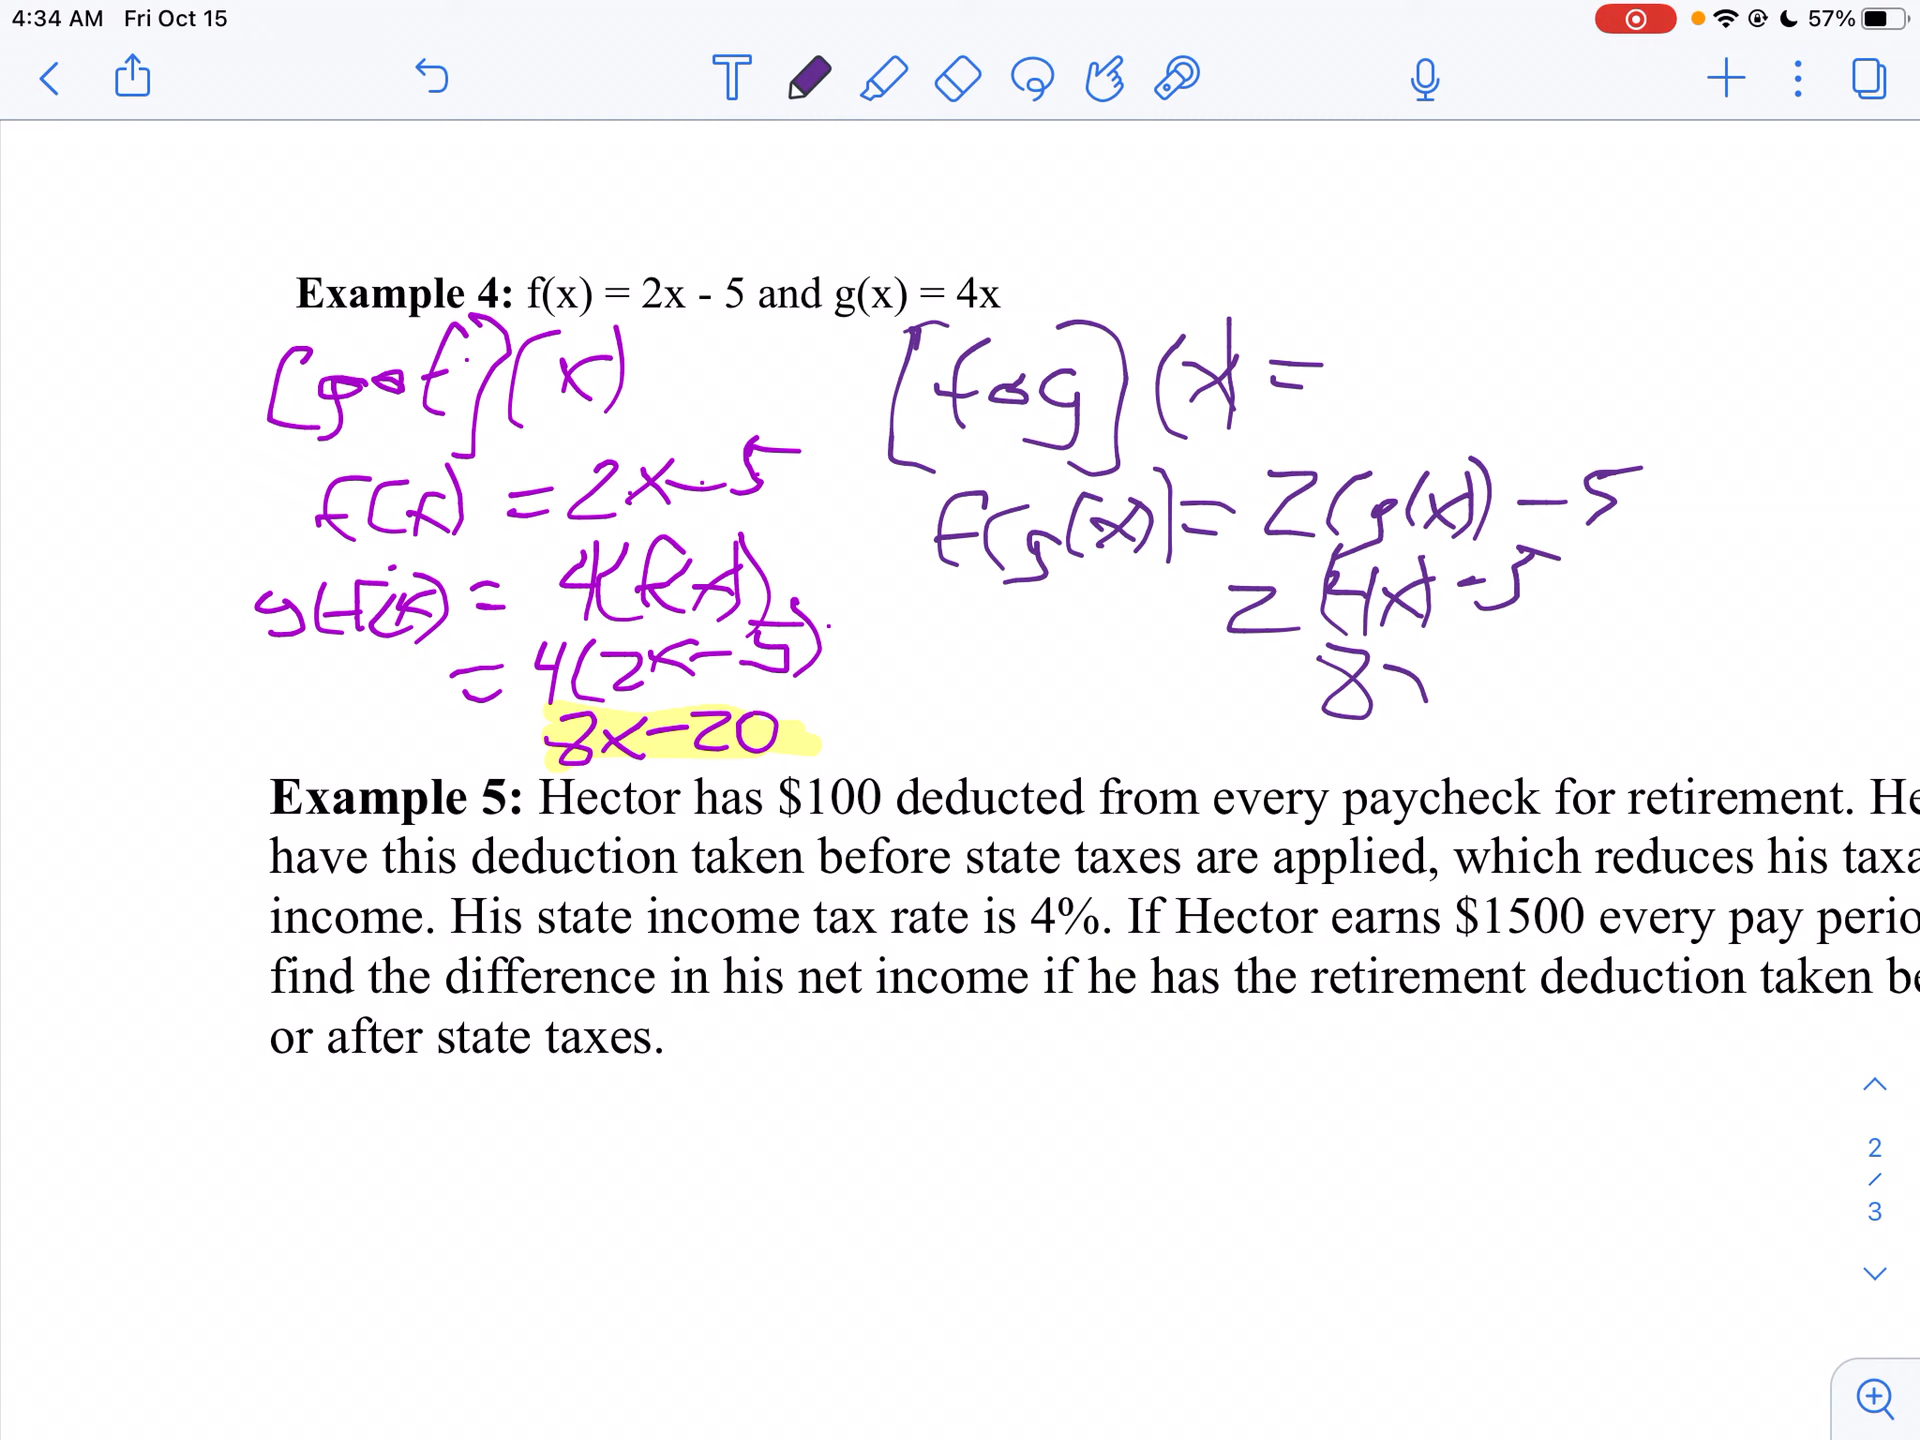 4:34 AM Fri Oct 15
57%
Example 4: f(x) = 2x - 5 and g(x) = 4x
[g∘f](x)
f(x) = 2x-5
g(f(x) = 4(f(x))
= 4(2x-5)
8x-20
[f∘g](x) =
f(g(x) = 2(g(x)) - 5
2(4x) - 5
8
Example 5: Hector has $100 deducted from every paycheck for retirement. He
have this deduction taken before state taxes are applied, which reduces his taxa
income. His state income tax rate is 4%. If Hector earns $1500 every pay perio
find the difference in his net income if he has the retirement deduction taken be
or after state taxes.
2
/
3